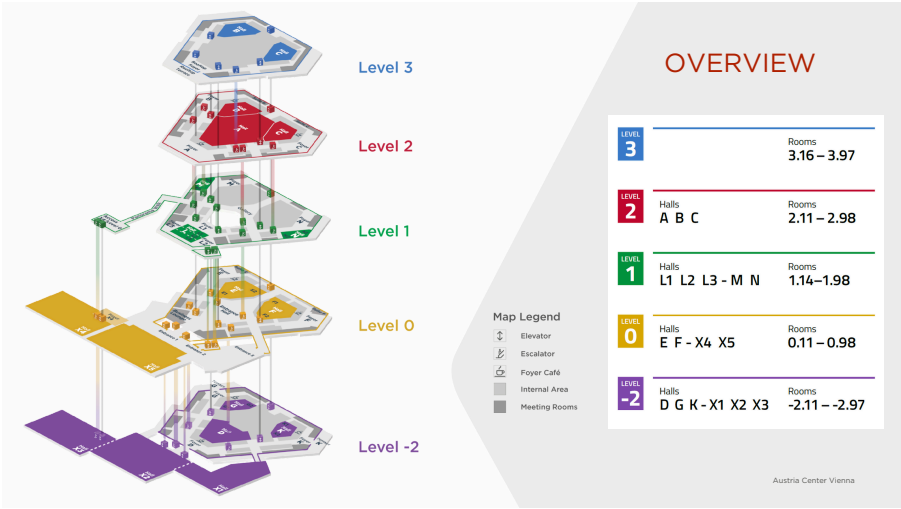 Level 3
Level 2
Level 1
Level 0
Level -2
Map Legend
Elevator
Escalator
Foyer Café
Internal Area
Meeting Rooms
OVERVIEW
LEVEL
3
Rooms
3.16 – 3.97
LEVEL
2
Halls
A B C
Rooms
2.11 – 2.98
LEVEL
1
Halls
L1 L2 L3 - M N
Rooms
1.14–1.98
LEVEL
0
Halls
E F - X4 X5
Rooms
0.11 – 0.98
LEVEL
-2
Halls
D G K - X1 X2 X3
Rooms
-2.11 – -2.97
Austria Center Vienna